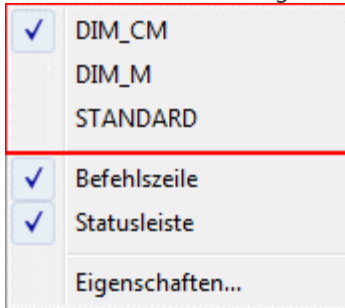 DIM_CM
DIM_M
STANDARD
Befehlszeile
Statusleiste
Eigenschaften...